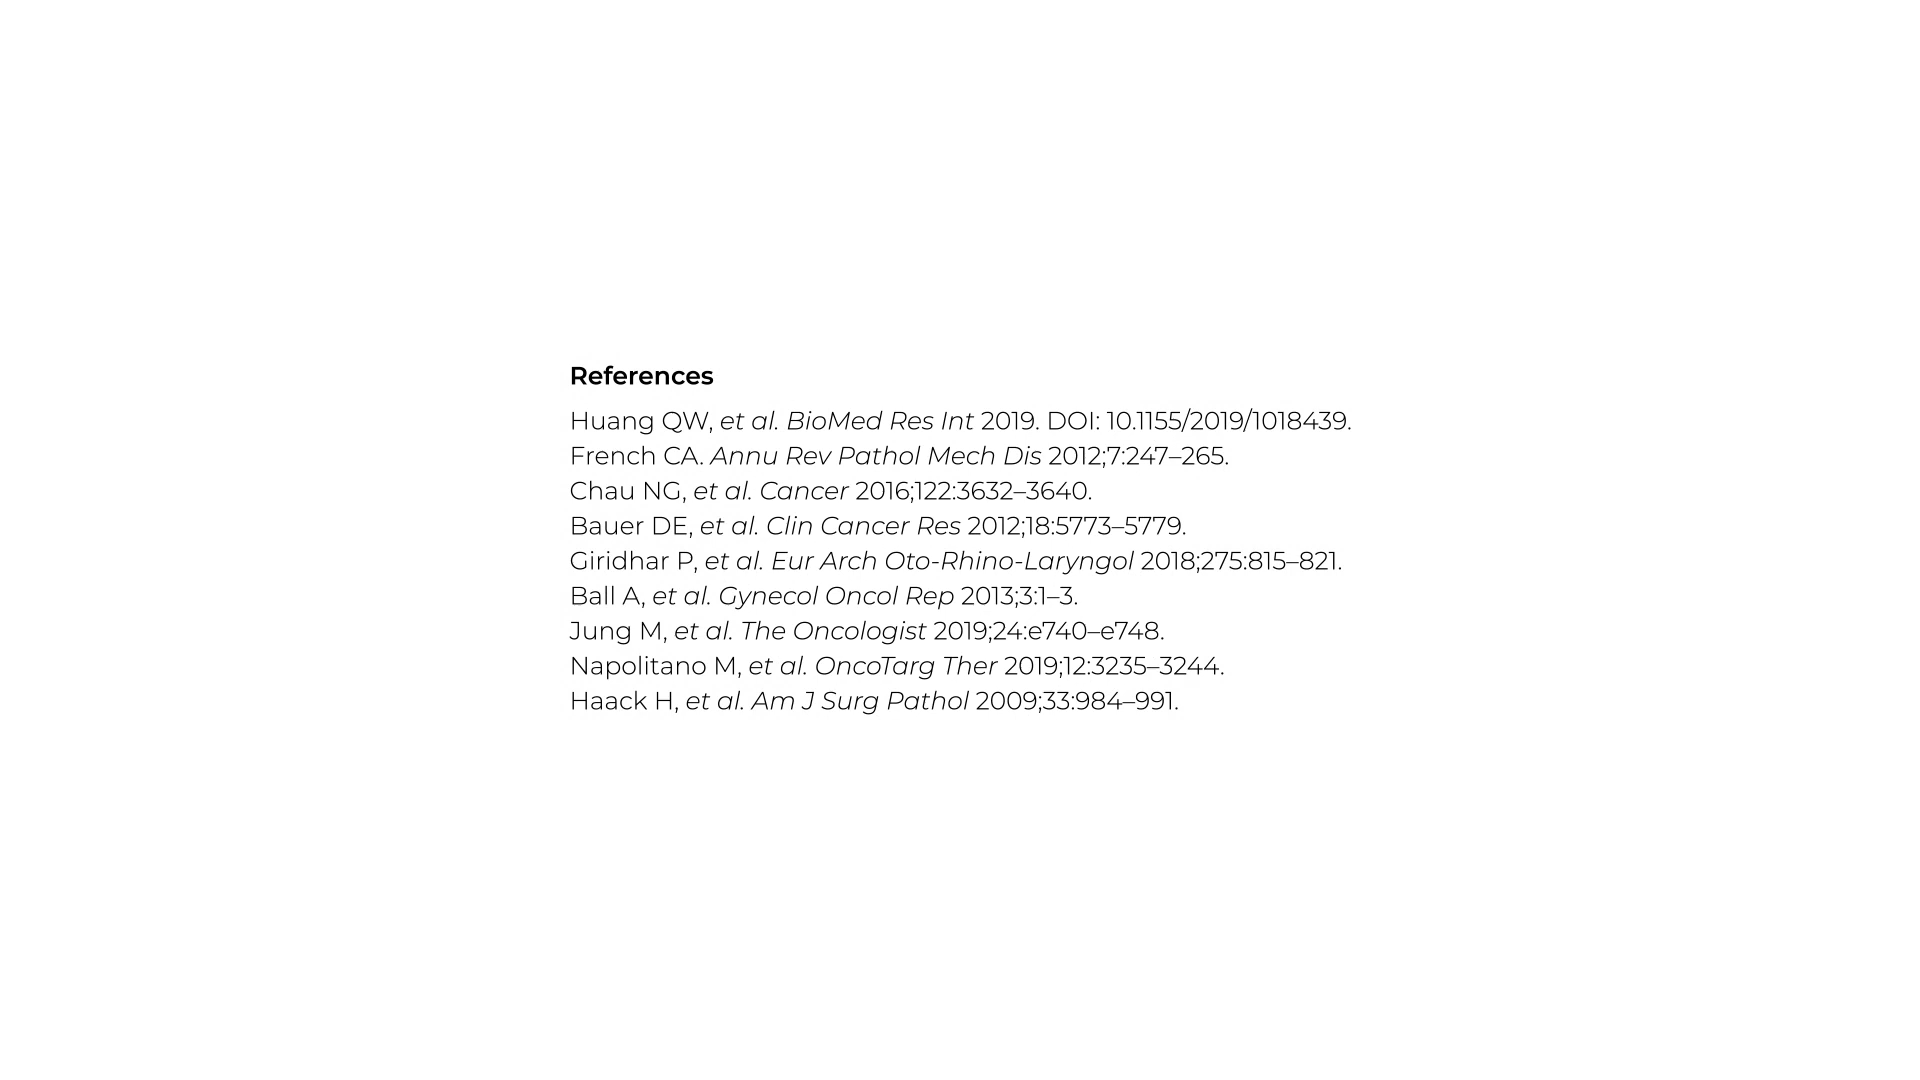 References
Huang QW, et al. BioMed Res Int 2019. DOI: 10.1155/2019/1018439.
French CA. Annu Rev Pathol Mech Dis 2012;7:247–265.
Chau NG, et al. Cancer 2016;122:3632–3640.
Bauer DE, et al. Clin Cancer Res 2012;18:5773–5779.
Giridhar P, et al. Eur Arch Oto-Rhino-Laryngol 2018;275:815–821.
Ball A, et al. Gynecol Oncol Rep 2013;3:1–3.
Jung M, et al. The Oncologist 2019;24:e740–e748.
Napolitano M, et al. OncoTarg Ther 2019;12:3235–3244.
Haack H, et al. Am J Surg Pathol 2009;33:984–991.